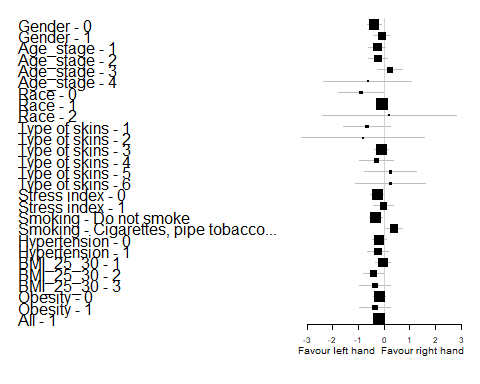 Gender - 0
Gender - 1
Age_stage - 1
Age_stage - 2
Age_stage - 3
Age_stage - 4
Race - 0
Race - 1
Race - 2
Type of skins - 1
Type of skins - 2
Type of skins - 3
Type of skins - 4
Type of skins - 5
Type of skins - 6
Stress index - 0
Stress index - 1
Smoking - Do not smoke
Smoking - Cigarettes, pipe tobacco...
Hypertension - 0
Hypertension - 1
BMI_25_30 - 1
BMI_25_30 - 2
BMI_25_30 - 3
Obesity - 0
Obesity - 1
All - 1
-3 -2 -1 0 1 2 3
Favour left hand Favour right hand